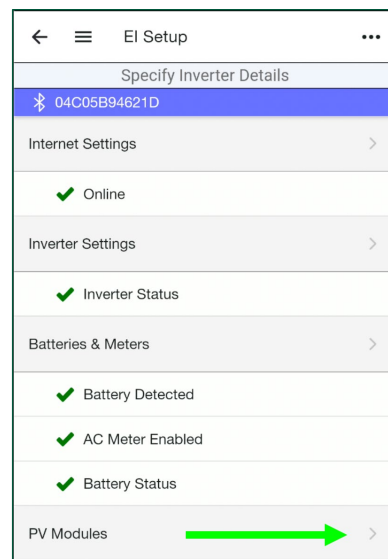 EI Setup
Specify Inverter Details
04C05B94621D
Internet Settings
Online
Inverter Settings
Inverter Status
Batteries & Meters
Battery Detected
AC Meter Enabled
Battery Status
PV Modules